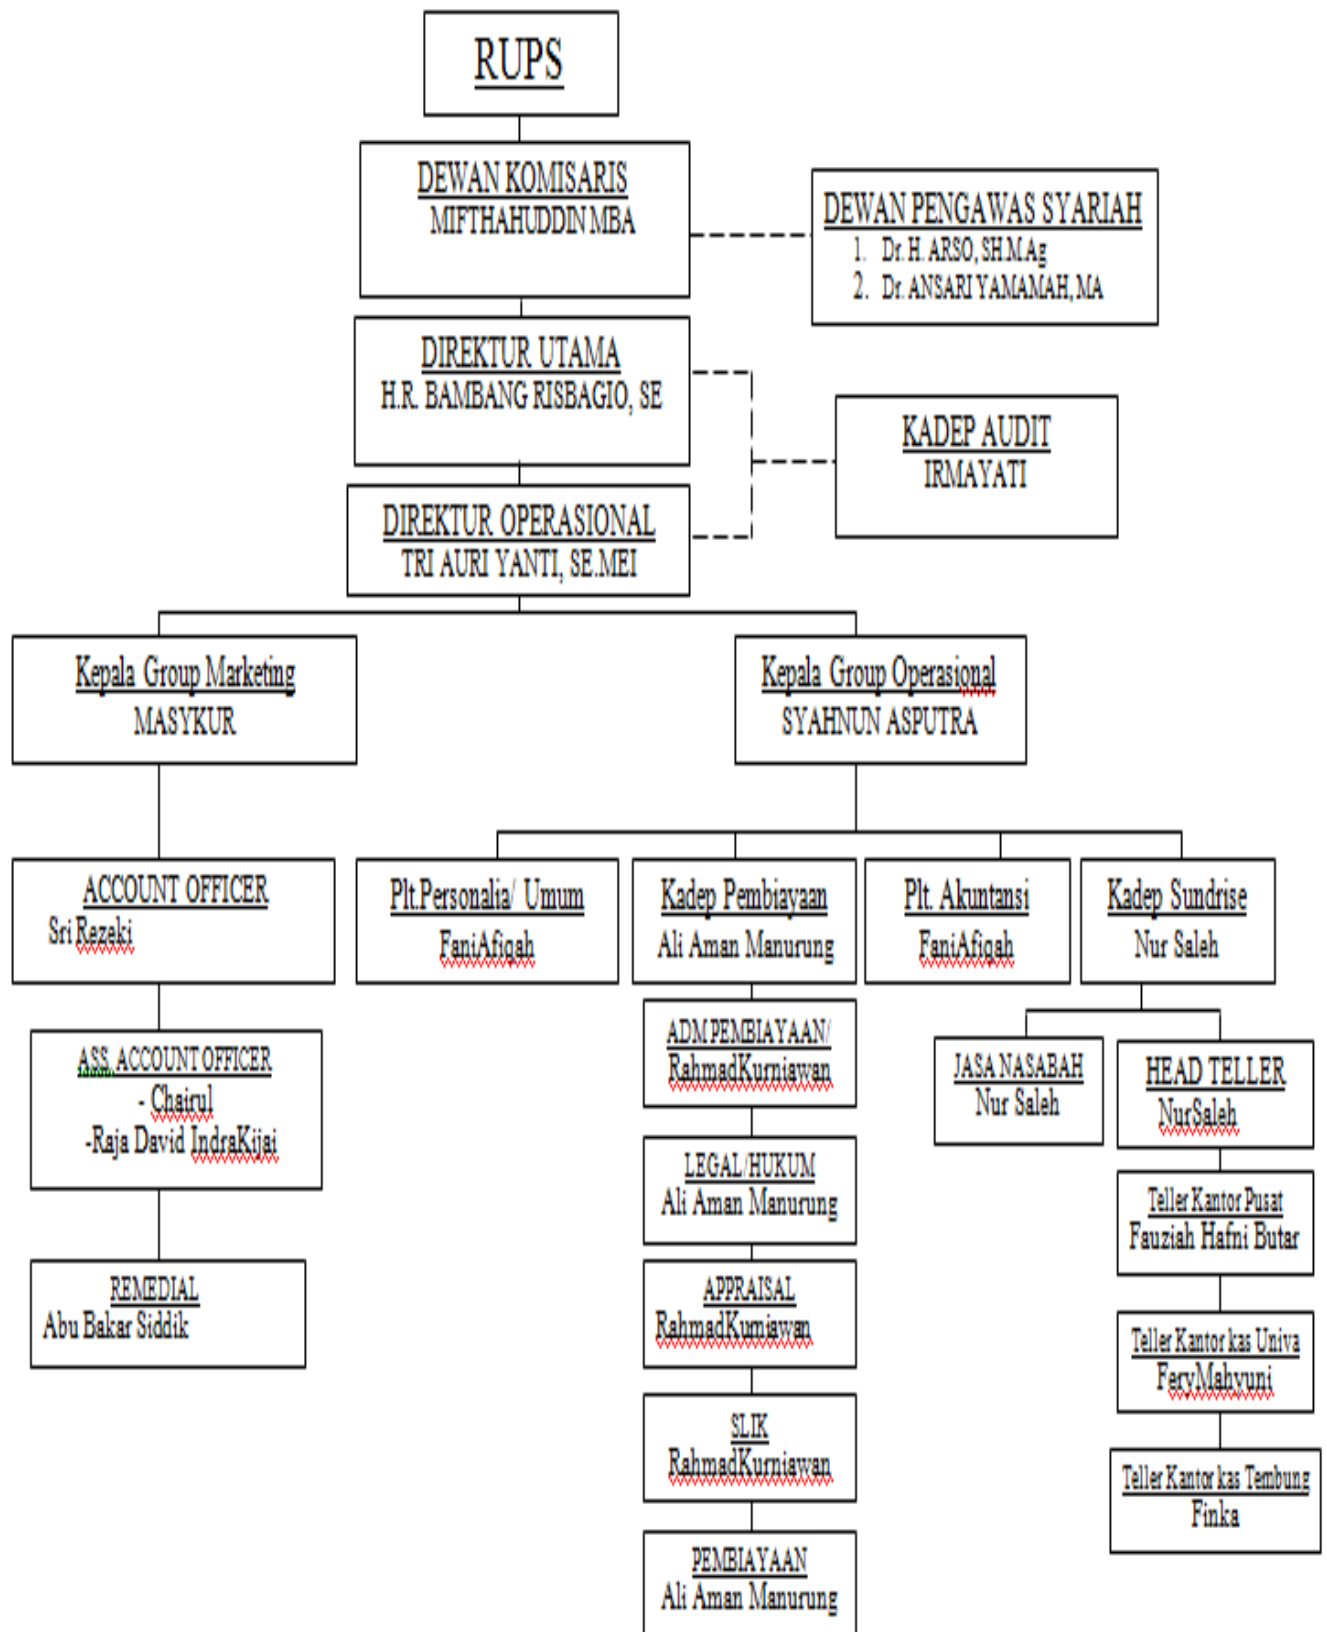 RUPS
DEWAN KOMISARIS
MIFTHAHUDDIN MBA
DEWAN PENGAWAS SYARIAH
1. Dr. H. ARSO, SH.M.Ag
2. Dr. ANSARI YAMAMAH, MA
DIREKTUR UTAMA
H.R. BAMBANG RISBAGIO, SE
KADEP AUDIT
IRMAYATI
DIREKTUR OPERASIONAL
TRI AURI YANTI, SE.MEI
Kepala Group Marketing
MASYKUR
Kepala Group Operasional
SYAHNUN ASPUTRA
ACCOUNT OFFICER
Sri Rezeki
Plt.Personalia/ Umum
FaniAfiqah
Kadep Pembiayaan
Ali Aman Manurung
Plt. Akuntansi
FaniAfiqah
Kadep Sundrise
Nur Saleh
ASS. ACCOUNT OFFICER
- Chairul
-Raja David IndraKijai
REMEDIAL
Abu Bakar Siddik
ADM PEMBIAYAAN/
RahmadKurniawan
LEGAL/HUKUM
Ali Aman Manurung
APPRAISAL
RahmadKurniawan
SLIK
RahmadKurniawan
PEMBIAYAAN
Ali Aman Manurung
JASA NASABAH
Nur Saleh
HEAD TELLER
NurSaleh
Teller Kantor Pusat
Fauziah Hafni Butar
Teller Kantor kas Univa
FeryMahyuni
Teller Kantor kas Tembung
Finka